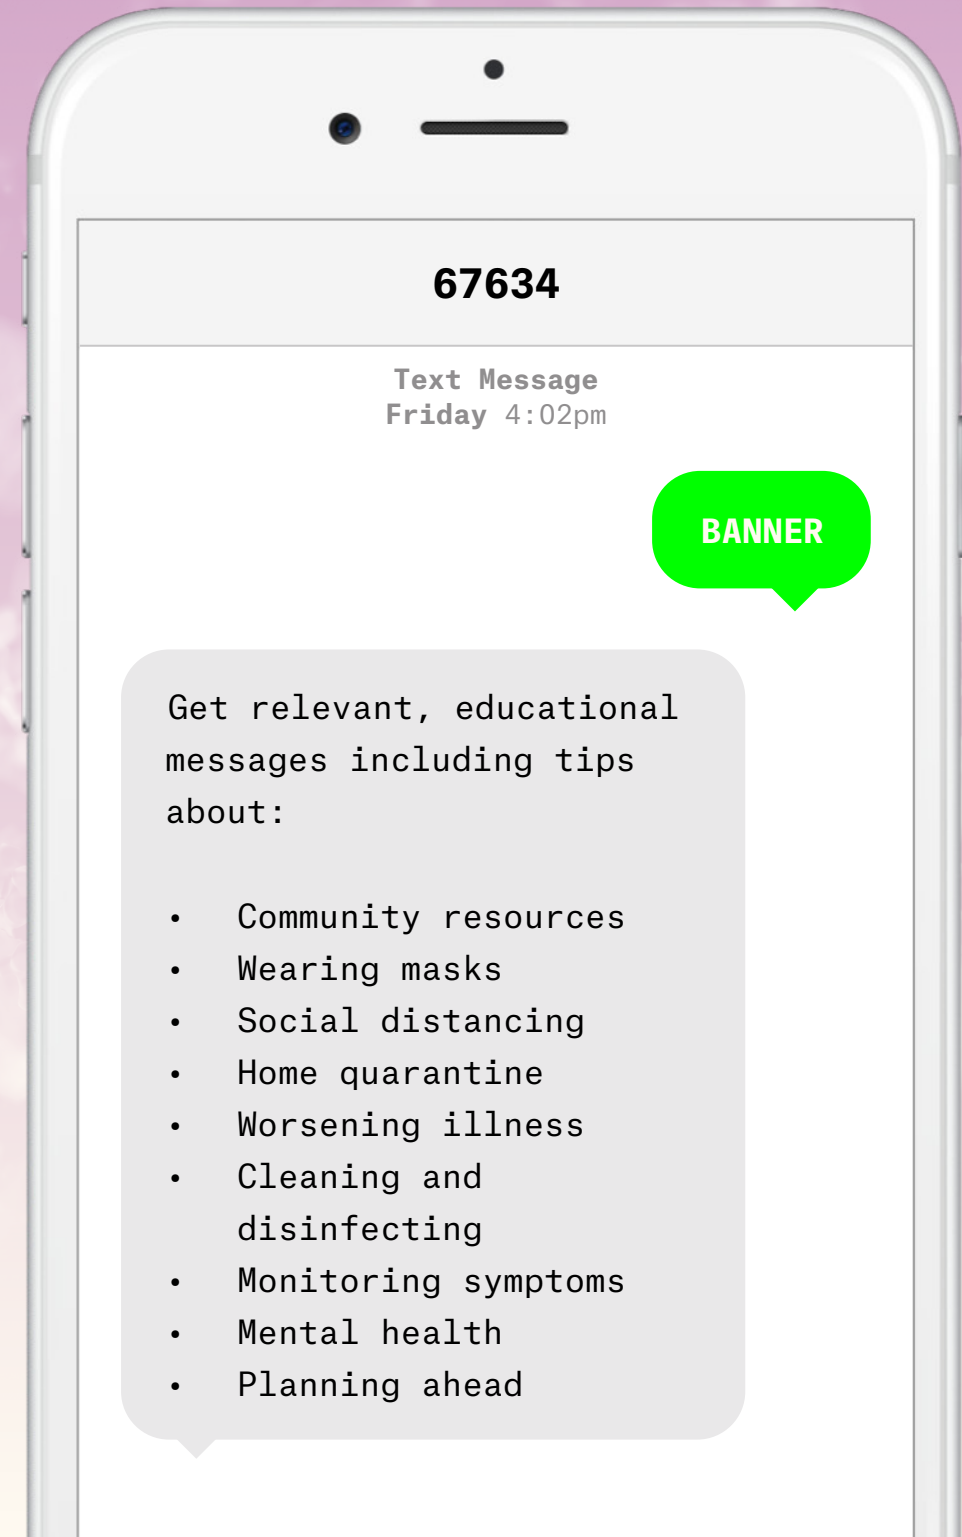 67634
Text Message
Friday 4:02pm
BANNER
Get relevant, educational
messages including tips
about:
• Community resources
• Wearing masks
• Social distancing
• Home quarantine
• Worsening illness
• Cleaning and
disinfecting
• Monitoring symptoms
• Mental health
• Planning ahead